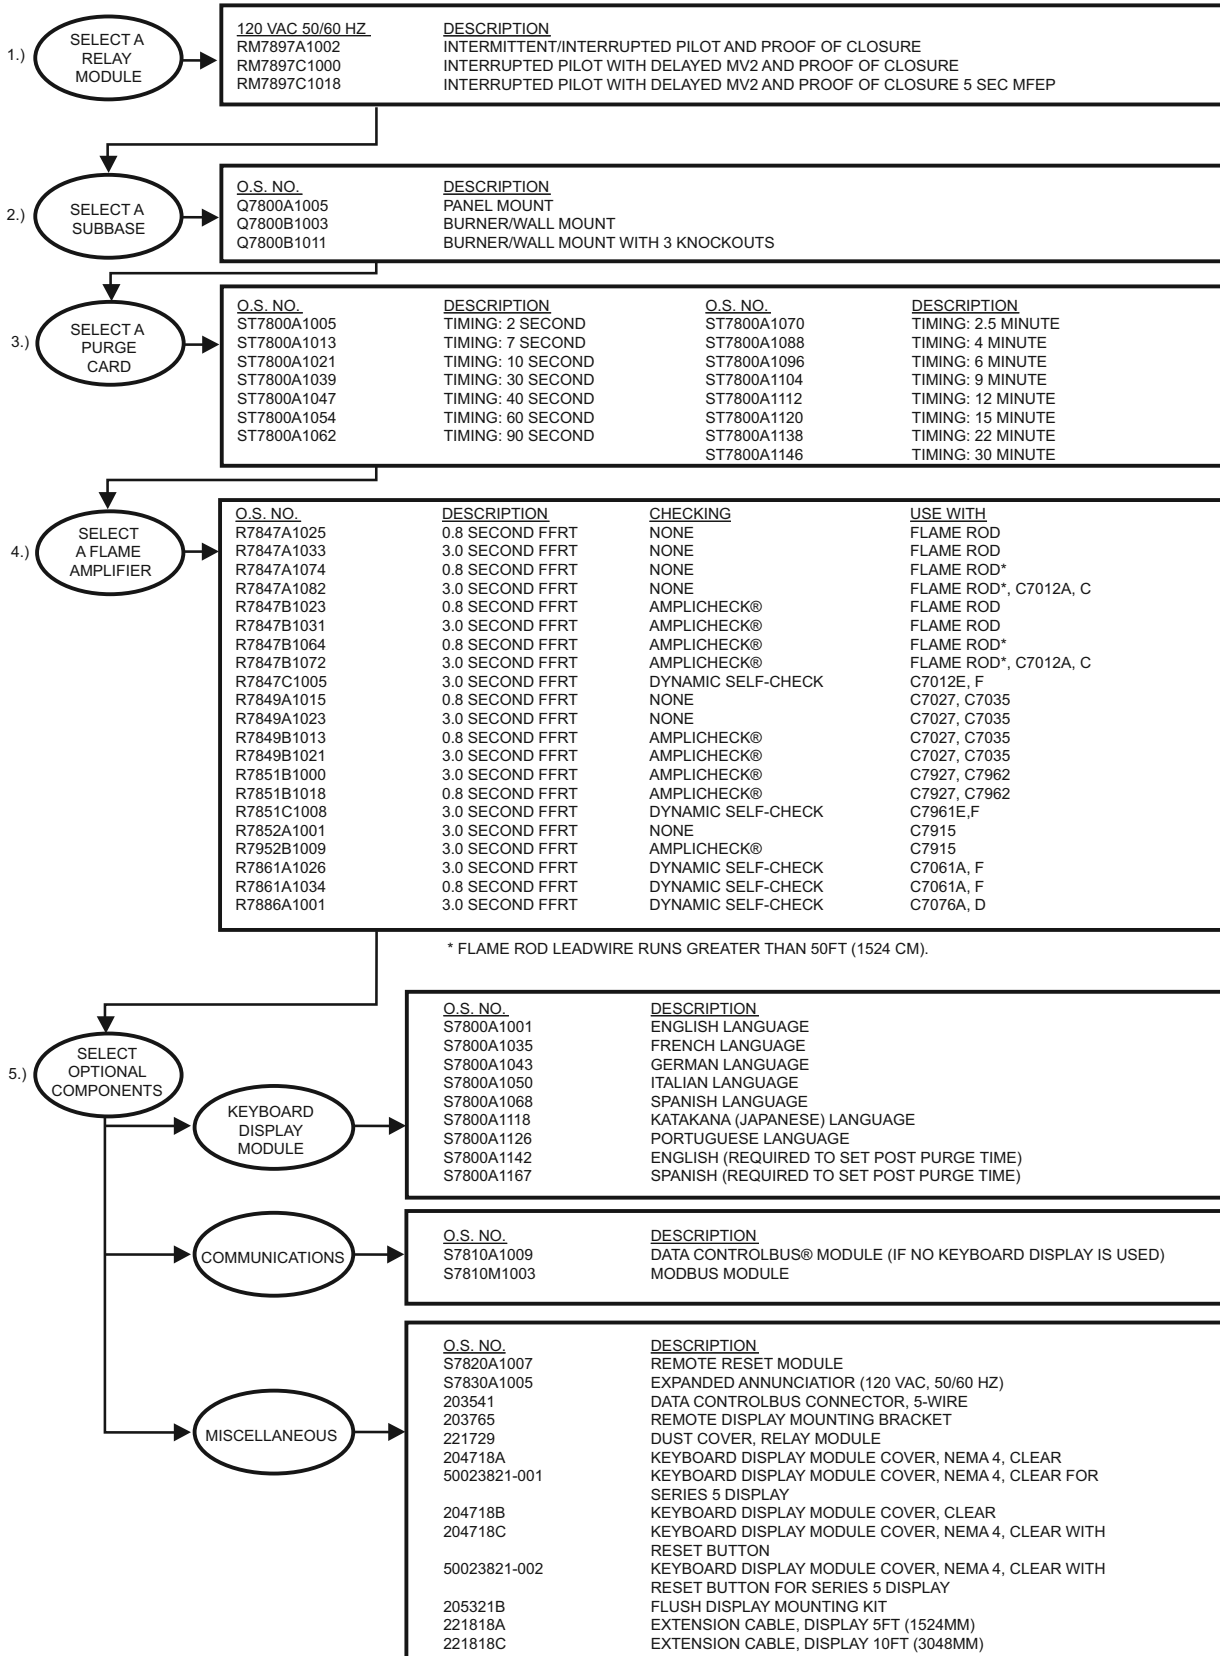 1.) SELECT A
RELAY
MODULE
120 VAC 50/60 HZ DESCRIPTION
RM7897A1002 INTERMITTENT/INTERRUPTED PILOT AND PROOF OF CLOSURE
RM7897C1000 INTERRUPTED PILOT WITH DELAYED MV2 AND PROOF OF CLOSURE
RM7897C1018 INTERRUPTED PILOT WITH DELAYED MV2 AND PROOF OF CLOSURE 5 SEC MFEP
2.) SELECT A
SUBBASE
O.S. NO. DESCRIPTION
Q7800A1005 PANEL MOUNT
Q7800B1003 BURNER/WALL MOUNT
Q7800B1011 BURNER/WALL MOUNT WITH 3 KNOCKOUTS
3.) SELECT A
PURGE
CARD
O.S. NO. DESCRIPTION O.S. NO. DESCRIPTION
ST7800A1005 TIMING: 2 SECOND ST7800A1070 TIMING: 2.5 MINUTE
ST7800A1013 TIMING: 7 SECOND ST7800A1088 TIMING: 4 MINUTE
ST7800A1021 TIMING: 10 SECOND ST7800A1096 TIMING: 6 MINUTE
ST7800A1039 TIMING: 30 SECOND ST7800A1104 TIMING: 9 MINUTE
ST7800A1047 TIMING: 40 SECOND ST7800A1112 TIMING: 12 MINUTE
ST7800A1054 TIMING: 60 SECOND ST7800A1120 TIMING: 15 MINUTE
ST7800A1062 TIMING: 90 SECOND ST7800A1138 TIMING: 22 MINUTE
ST7800A1146 TIMING: 30 MINUTE
4.) SELECT
A FLAME
AMPLIFIER
O.S. NO. DESCRIPTION CHECKING USE WITH
R7847A1025 0.8 SECOND FFRT NONE FLAME ROD
R7847A1033 3.0 SECOND FFRT NONE FLAME ROD
R7847A1074 0.8 SECOND FFRT NONE FLAME ROD*
R7847A1082 3.0 SECOND FFRT NONE FLAME ROD*, C7012A, C
R7847B1023 0.8 SECOND FFRT AMPLICHECK® FLAME ROD
R7847B1031 3.0 SECOND FFRT AMPLICHECK® FLAME ROD
R7847B1064 0.8 SECOND FFRT AMPLICHECK® FLAME ROD*
R7847B1072 3.0 SECOND FFRT AMPLICHECK® FLAME ROD*, C7012A, C
R7847C1005 3.0 SECOND FFRT DYNAMIC SELF-CHECK C7012E, F
R7849A1015 0.8 SECOND FFRT NONE C7027, C7035
R7849A1023 3.0 SECOND FFRT NONE C7027, C7035
R7849B1013 0.8 SECOND FFRT AMPLICHECK® C7027, C7035
R7849B1021 3.0 SECOND FFRT AMPLICHECK® C7027, C7035
R7851B1000 3.0 SECOND FFRT AMPLICHECK® C7927, C7962
R7851B1018 0.8 SECOND FFRT AMPLICHECK® C7927, C7962
R7851C1008 3.0 SECOND FFRT DYNAMIC SELF-CHECK C7961E,F
R7852A1001 3.0 SECOND FFRT NONE C7915
R7952B1009 3.0 SECOND FFRT AMPLICHECK® C7915
R7861A1026 3.0 SECOND FFRT DYNAMIC SELF-CHECK C7061A, F
R7861A1034 0.8 SECOND FFRT DYNAMIC SELF-CHECK C7061A, F
R7886A1001 3.0 SECOND FFRT DYNAMIC SELF-CHECK C7076A, D
* FLAME ROD LEADWIRE RUNS GREATER THAN 50FT (1524 CM).
5.) SELECT
OPTIONAL
COMPONENTS
KEYBOARD
DISPLAY
MODULE
O.S. NO. DESCRIPTION
S7800A1001 ENGLISH LANGUAGE
S7800A1035 FRENCH LANGUAGE
S7800A1043 GERMAN LANGUAGE
S7800A1050 ITALIAN LANGUAGE
S7800A1068 SPANISH LANGUAGE
S7800A1118 KATAKANA (JAPANESE) LANGUAGE
S7800A1126 PORTUGUESE LANGUAGE
S7800A1142 ENGLISH (REQUIRED TO SET POST PURGE TIME)
S7800A1167 SPANISH (REQUIRED TO SET POST PURGE TIME)
COMMUNICATIONS
O.S. NO. DESCRIPTION
S7810A1009 DATA CONTROLBUS® MODULE (IF NO KEYBOARD DISPLAY IS USED)
S7810M1003 MODBUS MODULE
MISCELLANEOUS
O.S. NO. DESCRIPTION
S7820A1007 REMOTE RESET MODULE
S7830A1005 EXPANDED ANNUNCIATIOR (120 VAC, 50/60 HZ)
203541 DATA CONTROLBUS CONNECTOR, 5-WIRE
203765 REMOTE DISPLAY MOUNTING BRACKET
221729 DUST COVER, RELAY MODULE
204718A KEYBOARD DISPLAY MODULE COVER, NEMA 4, CLEAR
50023821-001 KEYBOARD DISPLAY MODULE COVER, NEMA 4, CLEAR FOR
SERIES 5 DISPLAY
204718B KEYBOARD DISPLAY MODULE COVER, CLEAR
204718C KEYBOARD DISPLAY MODULE COVER, NEMA 4, CLEAR WITH
RESET BUTTON
50023821-002 KEYBOARD DISPLAY MODULE COVER, NEMA 4, CLEAR WITH
RESET BUTTON FOR SERIES 5 DISPLAY
205321B FLUSH DISPLAY MOUNTING KIT
221818A EXTENSION CABLE, DISPLAY 5FT (1524MM)
221818C EXTENSION CABLE, DISPLAY 10FT (3048MM)